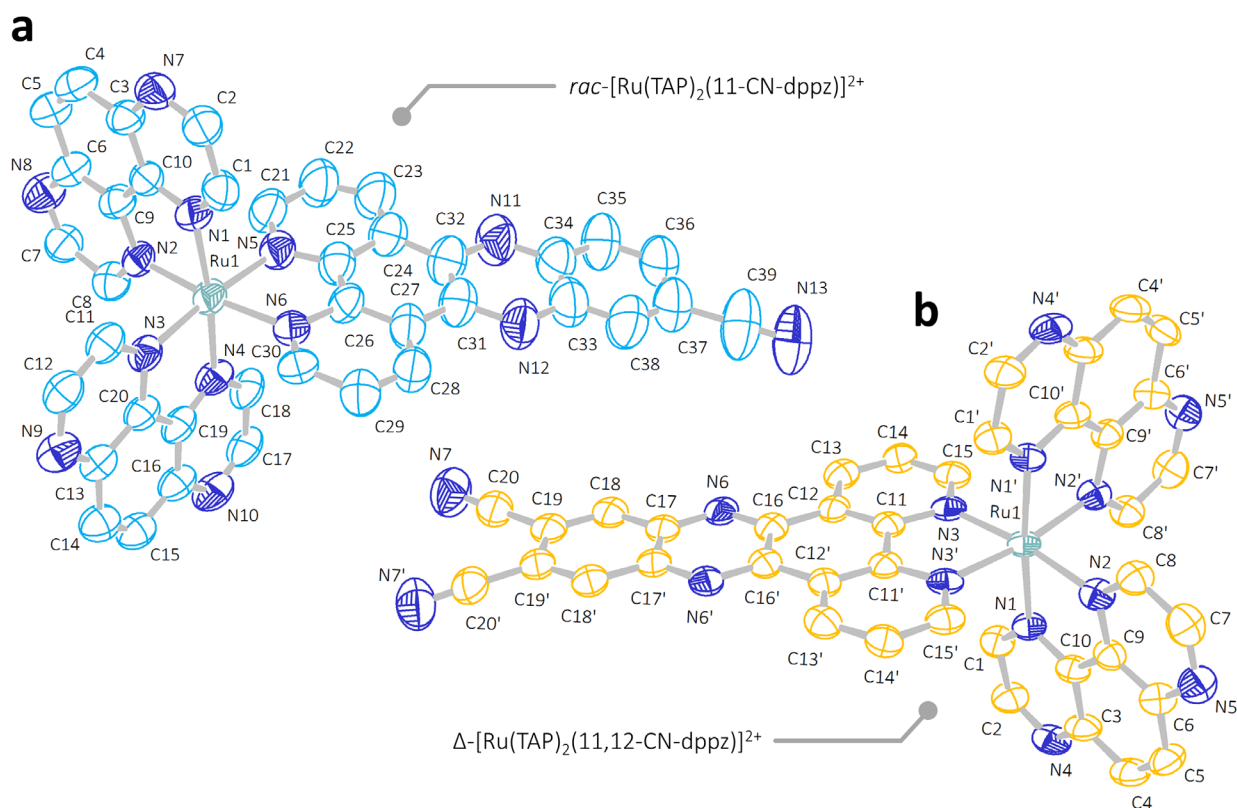 a
rac-[Ru(TAP)2(11-CN-dppz)]2+
C4
N7
C5
C3
C2
N8
C6
C10
C1
C22
C23
C21
N11
C35
C9
C32
C34
C36
C7
N2
N1
N5
C25
Ru1
C24
C39
N13
C8
N6
C27
C11
N3
C30
C26
C31
N12
C33
C38
C37
N4
C12
C28
C20
C18
C29
N9
C19
C16
C17
C13
N10
C14
C15
b
N4'
C4'
C5'
C2'
C6'
N5'
C1'
C10'
C9'
C7'
N7
C20
C19
C18
C17
N6
C16
C12
C13
C14
C15
C11
N1'
N2'
Ru1
C8'
N3
N3'
N7'
C20'
C19'
C18'
C17'
N6'
C16'
C12'
C11'
C13'
C14'
C15'
N1
N2
C8
C7
C1
C10
C9
C2
C3
C6
N5
N4
C5
C4
Δ-[Ru(TAP)2(11,12-CN-dppz)]2+